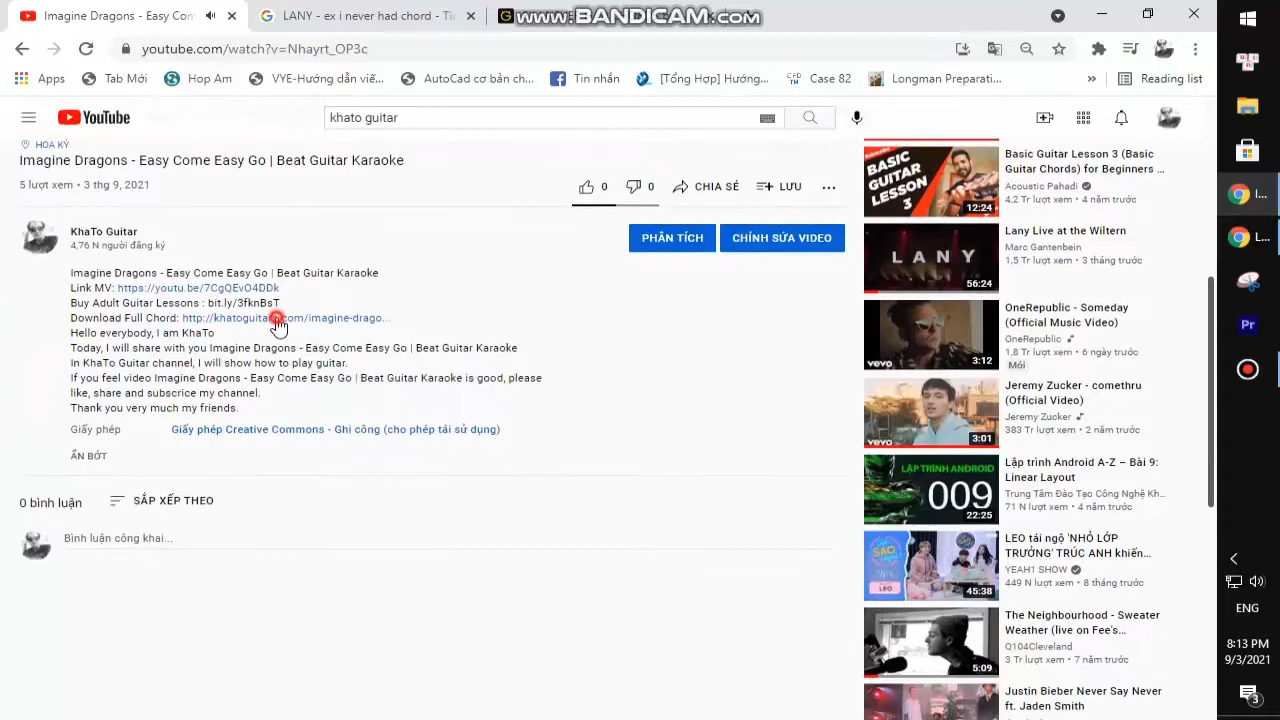 Imagine Dragons - Easy Com
LANY - ex i never had chord - Tì
www.BANDICAM.com
youtube.com/watch?v=Nhayrt_OP3c
Apps
Tab Mới
Hop Am
VYE-Hướng dẫn viế...
AutoCad cơ bản ch...
Tin nhắn
[Tổng Hợp] Hướng...
Case 82
Longman Preparati...
»
Reading list
YouTube
khato guitar
HOA KỲ
Imagine Dragons - Easy Come Easy Go | Beat Guitar Karaoke
5 lượt xem • 3 thg 9, 2021
0
0
CHIA SẺ
LƯU
KhaTo Guitar
4,76 N người đăng ký
PHÂN TÍCH
CHỈNH SỬA VIDEO
Imagine Dragons - Easy Come Easy Go | Beat Guitar Karaoke
Link MV: https://youtu.be/7CgQEvO4DDk
Buy Adult Guitar Lessons : bit.ly/3fknBsT
Download Full Chord: http://khatoguitar.com/imagine-drago...
Hello everybody, I am KhaTo
Today, I will share with you Imagine Dragons - Easy Come Easy Go | Beat Guitar Karaoke
In KhaTo Guitar channel, I will show how to play guitar.
If you feel video Imagine Dragons - Easy Come Easy Go | Beat Guitar Karaoke is good, please
like, share and subscrice my channel.
Thank you very much my friends.
Giấy phép
Giấy phép Creative Commons - Ghi công (cho phép tái sử dụng)
ẨN BỚT
0 bình luận
SẮP XẾP THEO
Bình luận công khai...
BASIC
GUITAR
LESSON
3
12:24
Basic Guitar Lesson 3 (Basic
Guitar Chords) for Beginners ...
Acoustic Pahadi
4,2 Tr lượt xem • 4 năm trước
LANY
56:24
Lany Live at the Wiltern
Marc Gantenbein
1,5 Tr lượt xem • 3 tháng trước
vevo
3:12
OneRepublic - Someday
(Official Music Video)
OneRepublic
1,8 Tr lượt xem • 6 ngày trước
Mới
vevo
3:01
Jeremy Zucker - comethru
(Official Video)
Jeremy Zucker
383 Tr lượt xem • 2 năm trước
LẬP TRÌNH ANDROID
009
22:25
Lập trình Android A-Z – Bài 9:
Linear Layout
Trung Tâm Đào Tạo Công Nghệ Kh...
71 N lượt xem • 4 năm trước
SAO
LEO
45:38
LEO tái ngộ 'NHỎ LỚP
TRƯỞNG' TRÚC ANH khiến...
YEAH1 SHOW
449 N lượt xem • 8 tháng trước
5:09
The Neighbourhood - Sweater
Weather (live on Fee's...
Q104Cleveland
3 Tr lượt xem • 7 năm trước
Justin Bieber Never Say Never
ft. Jaden Smith
I...
L...
Pr
ENG
8:13 PM
9/3/2021
3